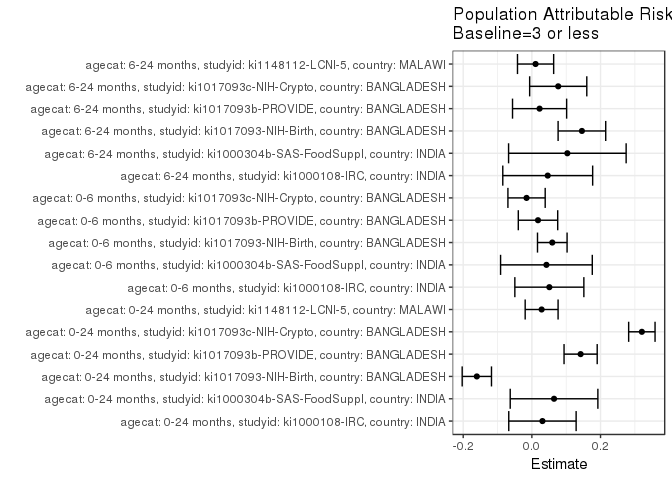 Population Attributable Risk
Baseline=3 or less
agecat: 6-24 months, studyid: ki1148112-LCNI-5, country: MALAWI
agecat: 6-24 months, studyid: ki1017093c-NIH-Crypto, country: BANGLADESH
agecat: 6-24 months, studyid: ki1017093b-PROVIDE, country: BANGLADESH
agecat: 6-24 months, studyid: ki1017093-NIH-Birth, country: BANGLADESH
agecat: 6-24 months, studyid: ki1000304b-SAS-FoodSuppl, country: INDIA
agecat: 6-24 months, studyid: ki1000108-IRC, country: INDIA
agecat: 0-6 months, studyid: ki1017093c-NIH-Crypto, country: BANGLADESH
agecat: 0-6 months, studyid: ki1017093b-PROVIDE, country: BANGLADESH
agecat: 0-6 months, studyid: ki1017093-NIH-Birth, country: BANGLADESH
agecat: 0-6 months, studyid: ki1000304b-SAS-FoodSuppl, country: INDIA
agecat: 0-6 months, studyid: ki1000108-IRC, country: INDIA
agecat: 0-24 months, studyid: ki1148112-LCNI-5, country: MALAWI
agecat: 0-24 months, studyid: ki1017093c-NIH-Crypto, country: BANGLADESH
agecat: 0-24 months, studyid: ki1017093b-PROVIDE, country: BANGLADESH
agecat: 0-24 months, studyid: ki1017093-NIH-Birth, country: BANGLADESH
agecat: 0-24 months, studyid: ki1000304b-SAS-FoodSuppl, country: INDIA
agecat: 0-24 months, studyid: ki1000108-IRC, country: INDIA
-0.2 0.0 0.2
Estimate